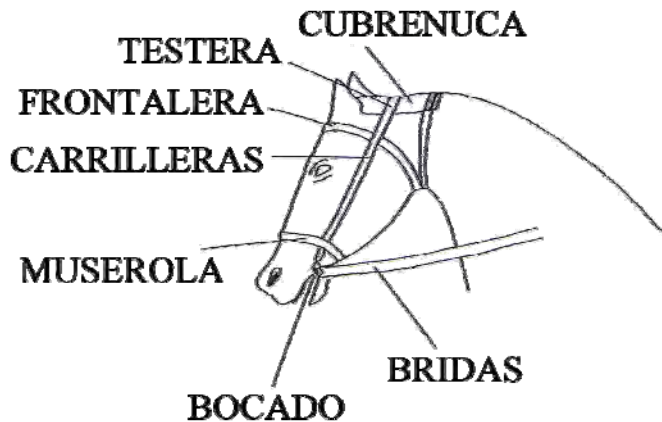 CUBRENUCA
TESTERA
FRONTALERA
CARRILLERAS
MUSEROLA
BRIDAS
BOCADO